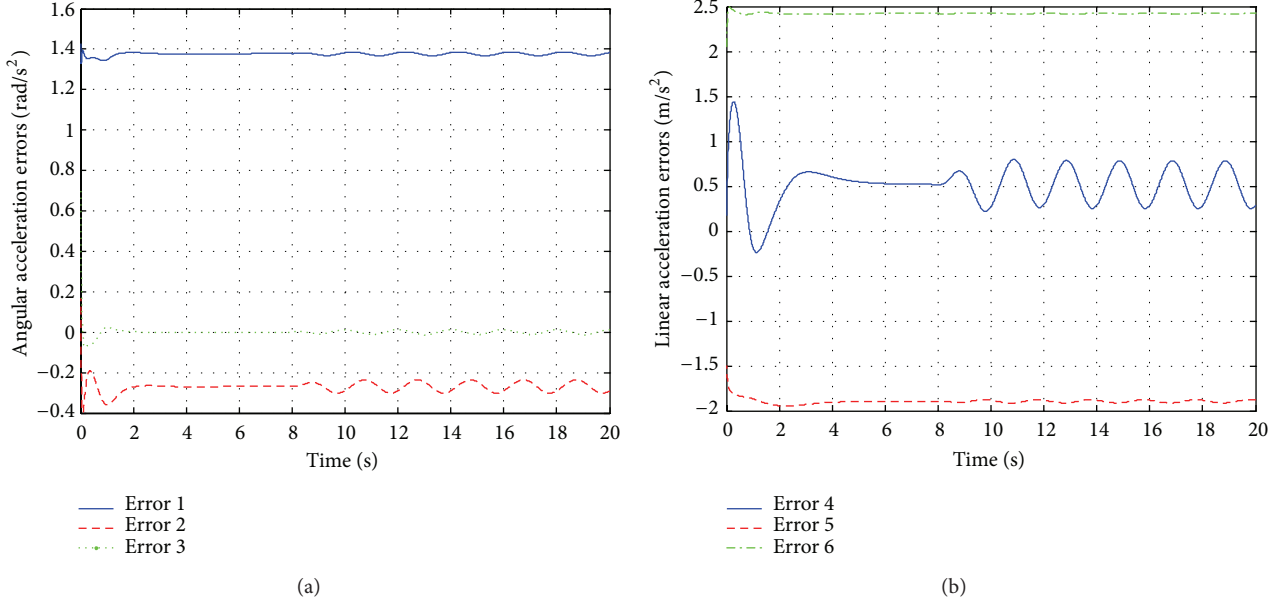 Angular acceleration errors (rad/s²)
1.6
1.4
1.2
1
0.8
0.6
0.4
0.2
0
−0.2
−0.4
0 2 4 6 8 10 12 14 16 18 20
Time (s)
Error 1
Error 2
Error 3
(a)
Linear acceleration errors (m/s²)
2.5
2
1.5
1
0.5
0
−0.5
−1
−1.5
−2
0 2 4 6 8 10 12 14 16 18 20
Time (s)
Error 4
Error 5
Error 6
(b)